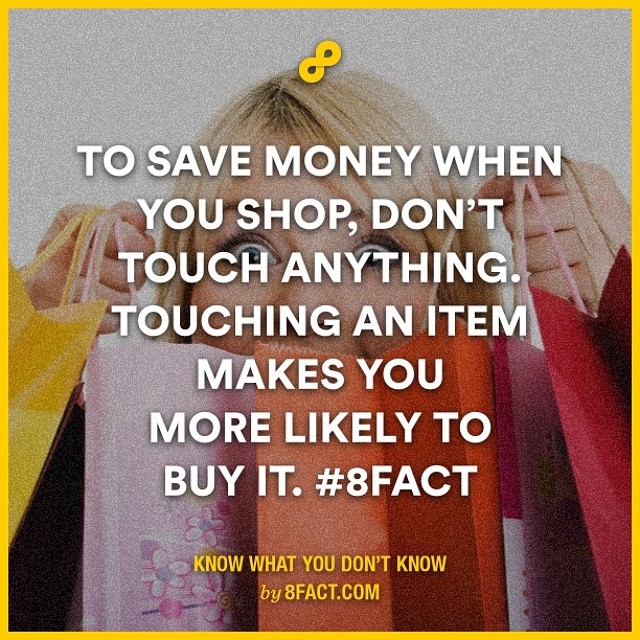 TO SAVE MONEY WHEN
YOU SHOP, DON'T
TOUCH ANYTHING.
TOUCHING AN ITEM
MAKES YOU
MORE LIKELY TO
BUY IT. #8FACT
KNOW WHAT YOU DON'T KNOW
by 8FACT.COM